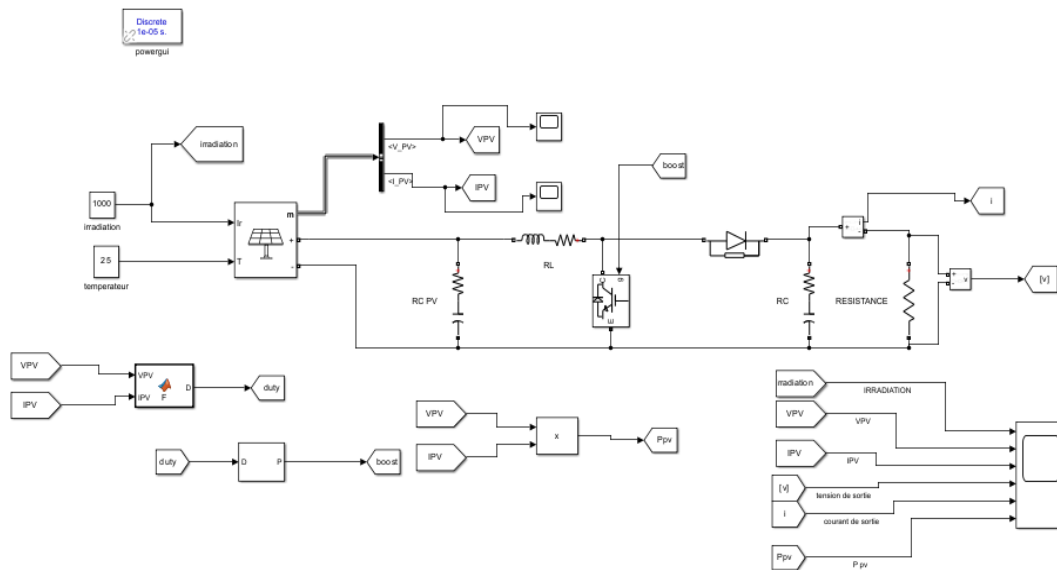 Discrete
1e-05 s.
powergui
irradiation
<V_PV>
VPV
<I_PV>
IPV
boost
i
1000
irradiation
Ir
m
+
-
T
25
temperateur
RL
g
C
E
RC PV
RC
RESISTANCE
+
-
i
+
-
v
[v]
VPV
IPV
VPV
IPV
F
D
duty
duty
D
P
boost
VPV
IPV
x
Ppv
irradiation
IRRADIATION
VPV
VPV
IPV
IPV
[v]
tension de sortie
i
courant de sortie
Ppv
P pv